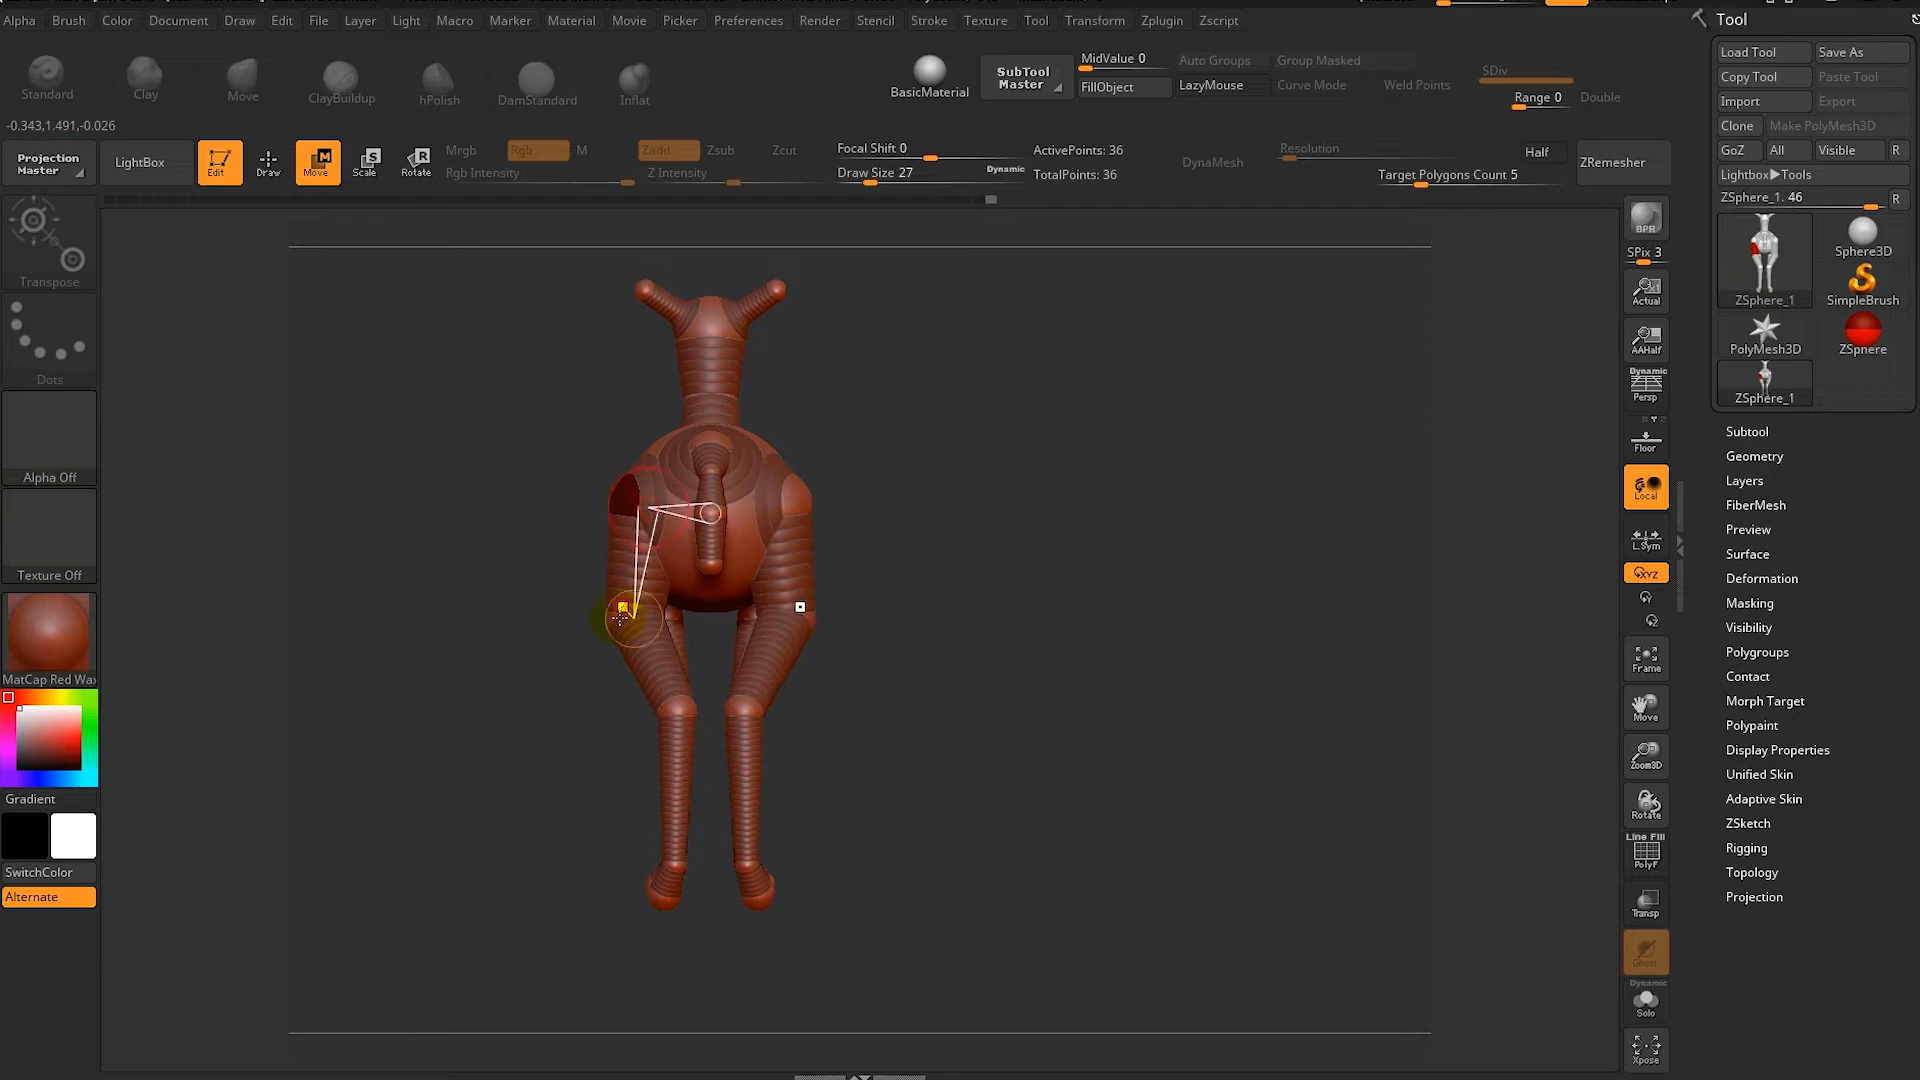 Alpha Brush Color Document Draw Edit File Layer Light Macro Marker Material Movie Picker Preferences Render Stencil Stroke Texture Tool Transform Zplugin Zscript
Tool
Load Tool Save As
Copy Tool Paste Tool
Import Export
Clone Make PolyMesh3D
GoZ All Visible R
Lightbox▶Tools
ZSphere_1. 46 R
Standard Clay Move ClayBuildup hPolish DamStandard Inflat
BasicMaterial
SubTool
Master
MidValue 0 Auto Groups Group Masked
FillObject LazyMouse Curve Mode Weld Points
SDiv
Range 0 Double
-0.343,1.491,-0.026
Projection
Master
LightBox
Edit Draw Move Scale Rotate
Mrgb Rgb M Zadd Zsub Zcut
Rgb Intensity Z Intensity
Focal Shift 0
Draw Size 27 Dynamic
ActivePoints: 36
TotalPoints: 36
DynaMesh
Resolution Half
Target Polygons Count 5
ZRemesher
Transpose
Dots
Alpha Off
Texture Off
MatCap Red Wax
Gradient
SwitchColor
Alternate
BPR
SPix 3
Actual
AAHalf
Dynamic
Persp
Floor
Local
L.Sym
XYZ
Frame
Move
Zoom3D
Rotate
Line Fill
PolyF
Transp
Ghost
Dynamic
Solo
Xpose
ZSphere_1 Sphere3D
SimpleBrush
PolyMesh3D ZSphere
ZSphere_1
Subtool
Geometry
Layers
FiberMesh
Preview
Surface
Deformation
Masking
Visibility
Polygroups
Contact
Morph Target
Polypaint
Display Properties
Unified Skin
Adaptive Skin
ZSketch
Rigging
Topology
Projection